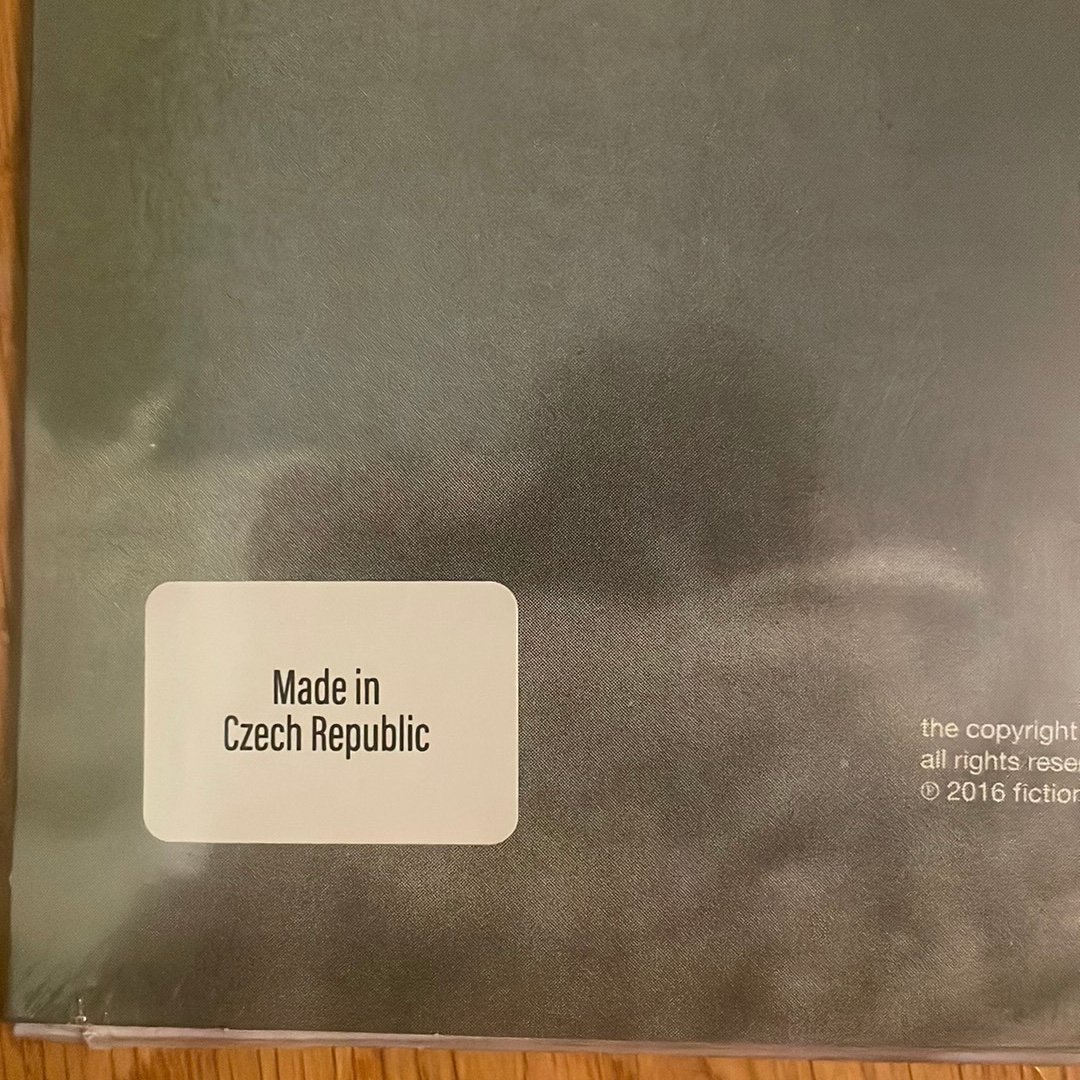 Made in
Czech Republic
the copyright
all rights rese
℗ 2016 fiction